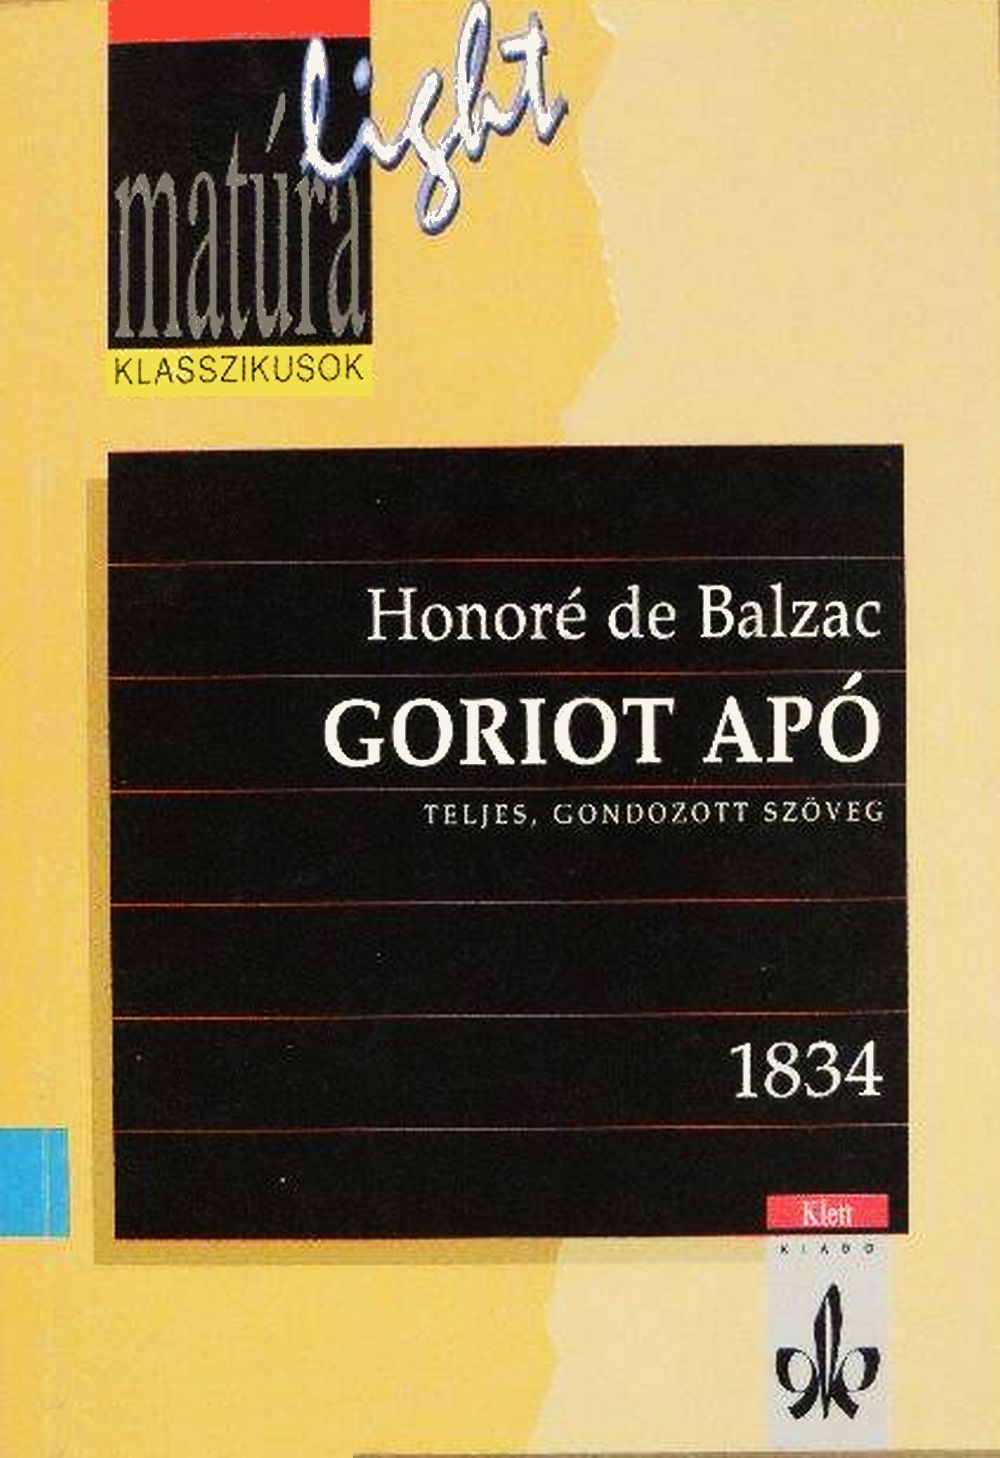 light
matúra
KLASSZIKUSOK
Honoré de Balzac
GORIOT APÓ
TELJES, GONDOZOTT SZÖVEG
1834
Klett
KIADÓ